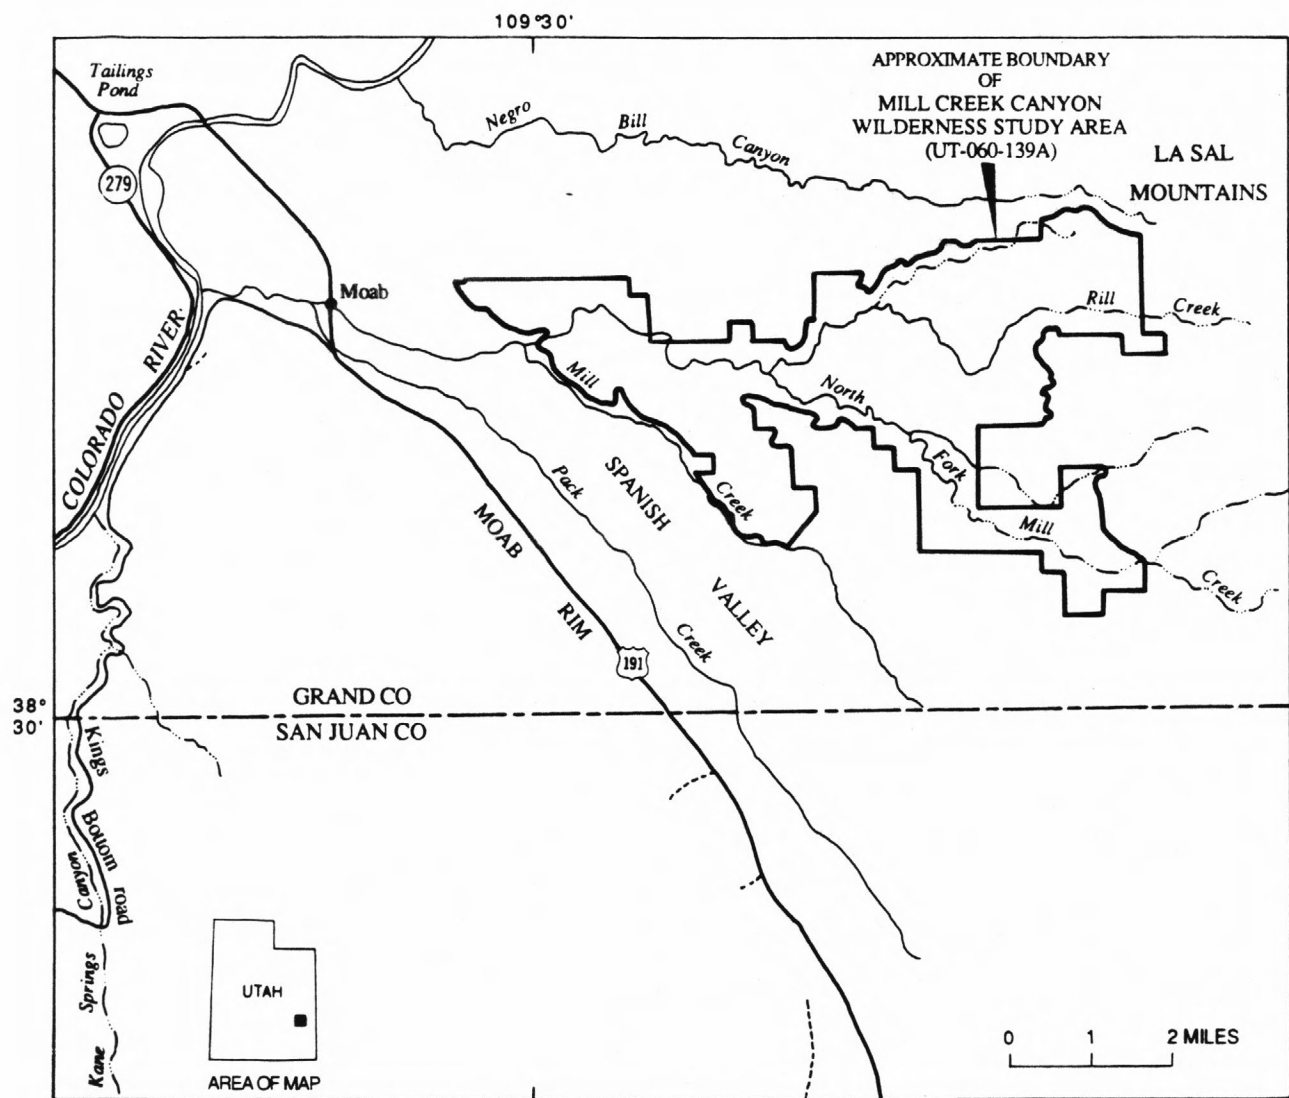 109°30'
Tailings
Pond
APPROXIMATE BOUNDARY
OF
MILL CREEK CANYON
WILDERNESS STUDY AREA
(UT-060-139A)
LA SAL
MOUNTAINS
Negro Bill Canyon
279
Moab
COLORADO RIVER
Rill Creek
Mill Creek
North Fork Mill Creek
SPANISH VALLEY
Pack Creek
MOAB RIM
191
38°
30'
GRAND CO
SAN JUAN CO
Kings Bottom road
Kane Springs Canyon
UTAH
AREA OF MAP
0 1 2 MILES